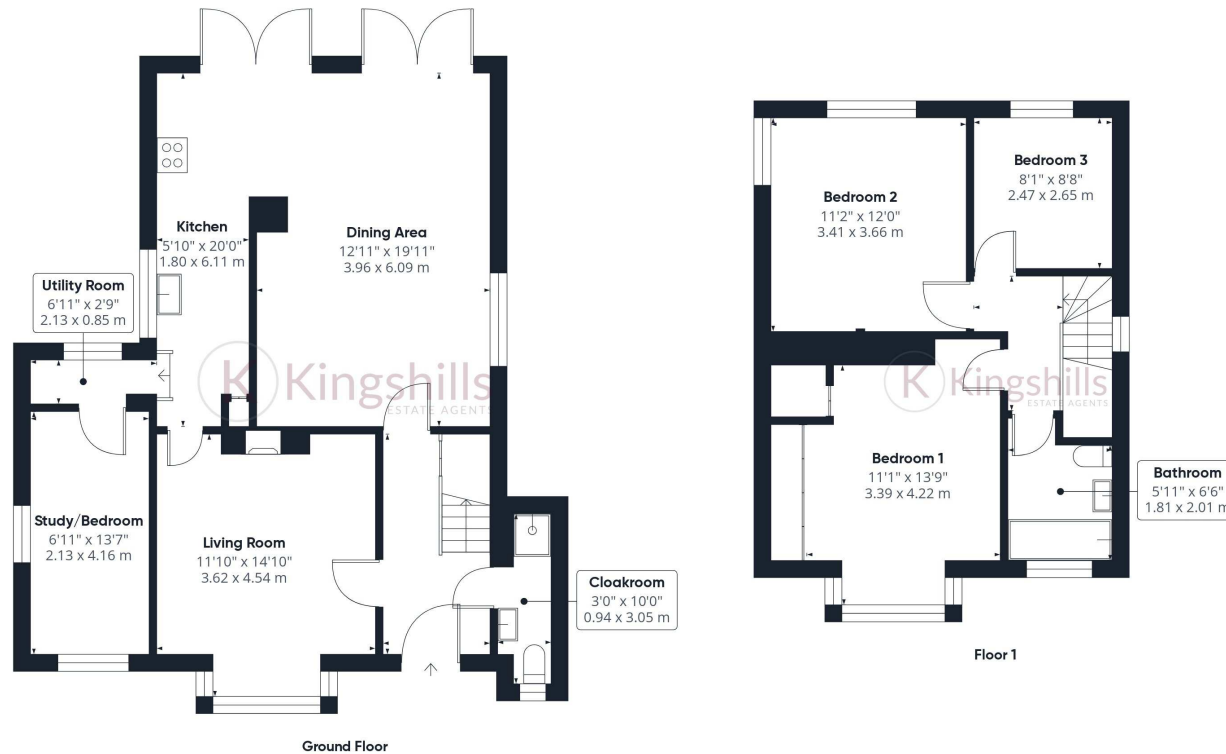 Kitchen
5'10" x 20'0"
1.80 x 6.11 m
Dining Area
12'11" x 19'11"
3.96 x 6.09 m
Utility Room
6'11" x 2'9"
2.13 x 0.85 m
K Kingshills
ESTATE AGENTS
Study/Bedroom
6'11" x 13'7"
2.13 x 4.16 m
Living Room
11'10" x 14'10"
3.62 x 4.54 m
Cloakroom
3'0" x 10'0"
0.94 x 3.05 m
Ground Floor
Bedroom 2
11'2" x 12'0"
3.41 x 3.66 m
Bedroom 3
8'1" x 8'8"
2.47 x 2.65 m
K Kingshills
ESTATE AGENTS
Bedroom 1
11'1" x 13'9"
3.39 x 4.22 m
Bathroom
5'11" x 6'6"
1.81 x 2.01 m
Floor 1